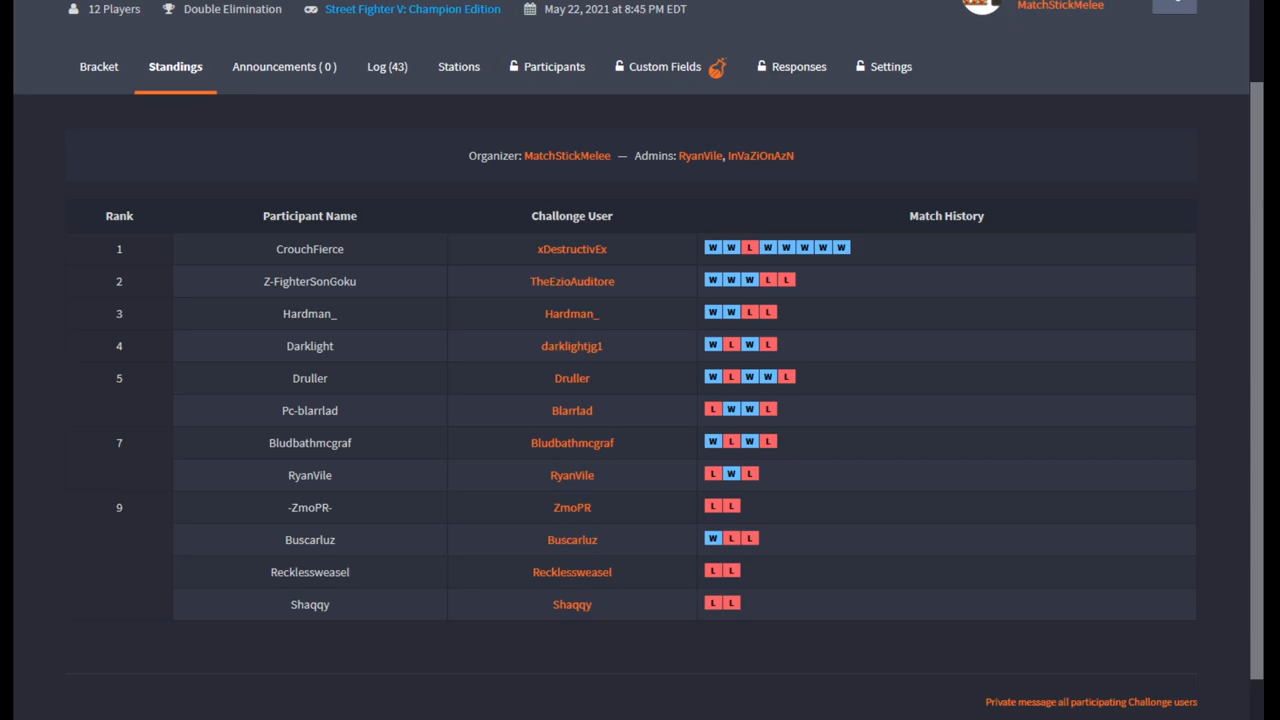 12 Players Double Elimination Street Fighter V: Champion Edition May 22, 2021 at 8:45 PM EDT MatchStickMelee
Bracket Standings Announcements ( 0 ) Log (43) Stations Participants Custom Fields Responses Settings
Organizer: MatchStickMelee — Admins: RyanVile, InVaZiOnAzN
Rank Participant Name Challonge User Match History
1 CrouchFierce xDestructivEx W W L W W W W W
2 Z-FighterSonGoku TheEzioAuditore W W W L L
3 Hardman_ Hardman_ W W L L
4 Darklight darklightjg1 W L W L
5 Druller Druller W L W W L
Pc-blarrlad Blarrlad L W W L
7 Bludbathmcgraf Bludbathmcgraf W L W L
RyanVile RyanVile L W L
9 -ZmoPR- ZmoPR L L
Buscarluz Buscarluz W L L
Recklessweasel Recklessweasel L L
Shaqqy Shaqqy L L
Private message all participating Challonge users